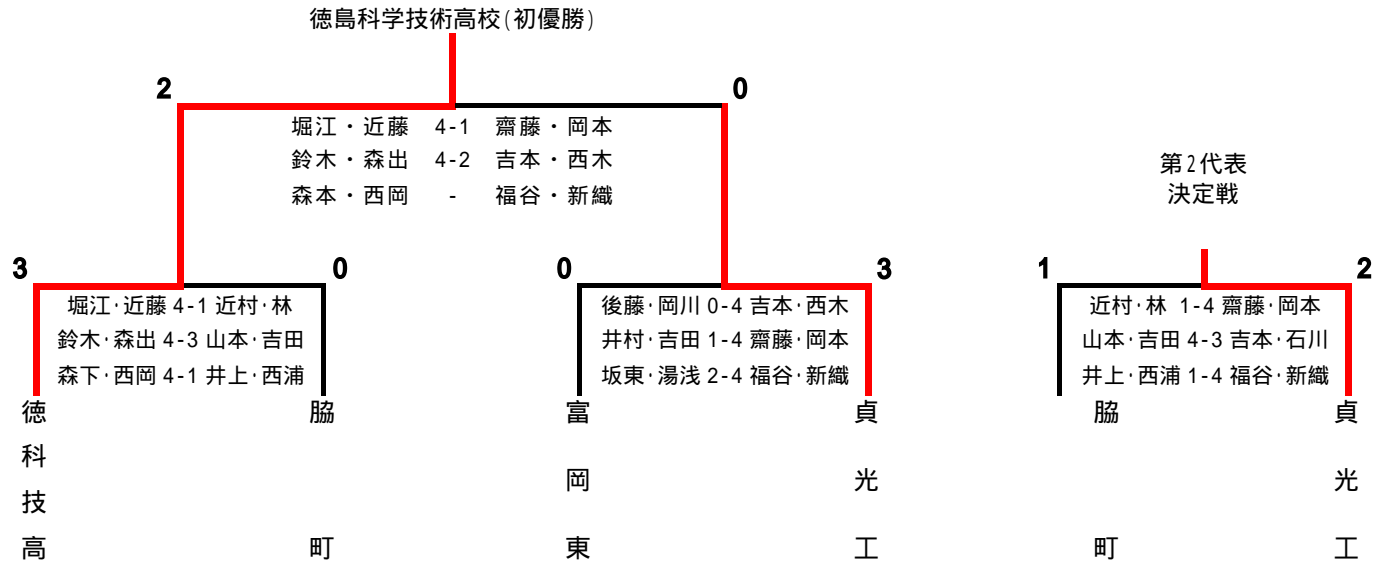 徳島科学技術高校(初優勝)
2
0
堀江・近藤 4-1 齋藤・岡本
鈴木・森出 4-2 吉本・西木
森本・西岡 - 福谷・新織
3
0
堀江・近藤 4-1 近村・林
鈴木・森出 4-3 山本・吉田
森下・西岡 4-1 井上・西浦
徳科技高
脇町
0
3
後藤・岡川 0-4 吉本・西木
井村・吉田 1-4 齋藤・岡本
坂東・湯浅 2-4 福谷・新織
富岡東
貞光工
第2代表
決定戦
1
2
近村・林 1-4 齋藤・岡本
山本・吉田 4-3 吉本・石川
井上・西浦 1-4 福谷・新織
脇町
貞光工